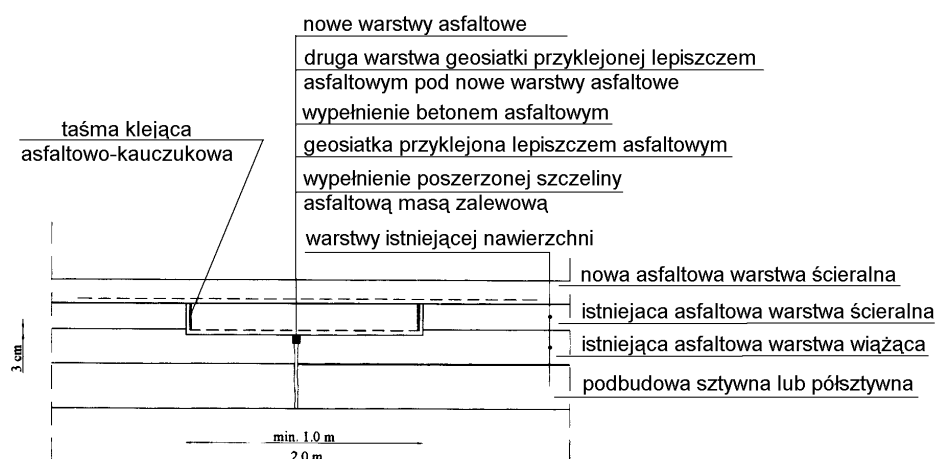 nowe warstwy asfaltowe
druga warstwa geosiatki przyklejonej lepiszczem
asfaltowym pod nowe warstwy asfaltowe
wypełnienie betonem asfaltowym
geosiatka przyklejona lepiszczem asfaltowym
wypełnienie poszerzonej szczeliny
asfaltową masą zalewową
warstwy istniejącej nawierzchni
taśma klejąca
asfaltowo-kauczukowa
nowa asfaltowa warstwa ścieralna
istniejaca asfaltowa warstwa ścieralna
istniejąca asfaltowa warstwa wiążąca
podbudowa sztywna lub półsztywna
3 cm
min. 1.0 m
2.0 m